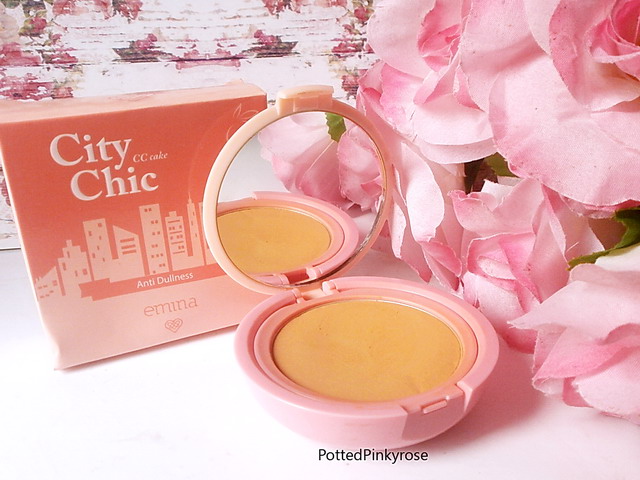 City
CC cake
Chic
Anti Dullness
emina
PottedPinkyrose